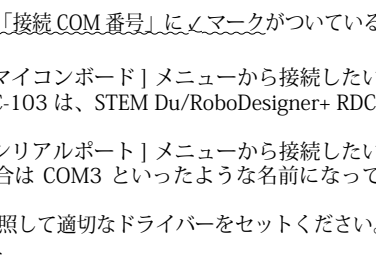 「接続 COM 番号」に✓マークがついている
マイコンボード ] メニューから接続したい
C-103 は、STEM Du/RoboDesigner+ RDC
シリアルポート ] メニューから接続したい
合は COM3 といったような名前になって
照して適切なドライバーをセットください。